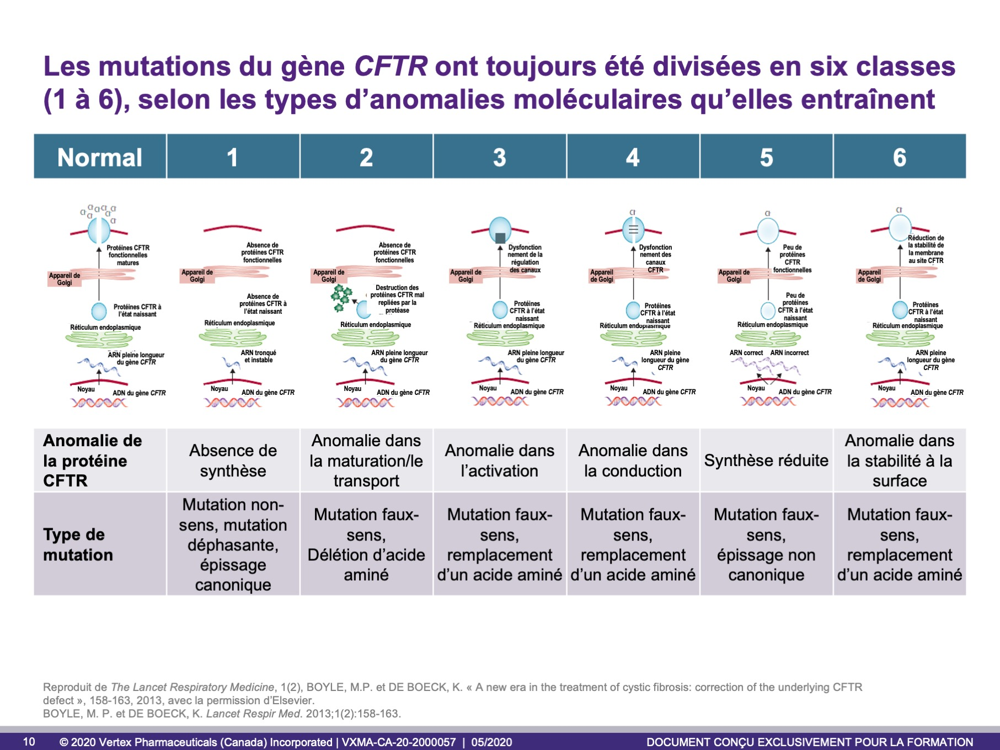 Les mutations du gène CFTR ont toujours été divisées en six classes
(1 à 6), selon les types d’anomalies moléculaires qu’elles entraînent
Normal
1
2
3
4
5
6
Cl- Cl- Cl- Cl- Cl-
Cl- Cl-
Cl-
Protéines CFTR
fonctionnelles
matures
Appareil de
Golgi
Protéines CFTR à
l’état naissant
Réticulum endoplasmique
ARN pleine longueur
du gène CFTR
Noyau
ADN du gène CFTR
Absence de
protéines CFTR
fonctionnelles
Appareil de
Golgi
Absence de
protéines CFTR à
l’état naissant
Réticulum endoplasmique
ARN tronqué
et instable
Noyau
ADN du gène CFTR
Absence de
protéines CFTR
fonctionnelles
Appareil de
Golgi
Destruction des
protéines CFTR mal
repliées par la
protéase
Réticulum endoplasmique
ARN pleine longueur
du gène CFTR
Noyau
ADN du gène CFTR
Dysfonction
nement de la
régulation
des canaux
Appareil de
Golgi
Protéines
CFTR à l’état
naissant
Réticulum endoplasmique
ARN pleine longueur
du gène CFTR
Noyau
ADN du gène CFTR
Cl-
Dysfonction
nement des
canaux
CFTR
Appareil
de Golgi
Protéines
CFTR à l’état
naissant
Réticulum endoplasmique
ARN pleine
longueur du gène
CFTR
Noyau
ADN du gène CFTR
Cl-
Peu de
protéines
CFTR
fonctionnelles
Appareil de
Golgi
Peu de
protéines
CFTR à l’état
naissant
Réticulum endoplasmique
ARN correct
ARN incorrect
Noyau
ADN du gène CFTR
Cl-
Réduction de
la stabilité de
la membrane
au site CFTR
Appareil
de Golgi
Protéines
CFTR à l’état
naissant
Réticulum endoplasmique
ARN pleine
longueur du gène
CFTR
Noyau
ADN du gène CFTR
Anomalie de
la protéine
CFTR
Absence de
synthèse
Anomalie dans
la maturation/le
transport
Anomalie dans
l’activation
Anomalie dans
la conduction
Synthèse réduite
Anomalie dans
la stabilité à la
surface
Type de
mutation
Mutation non-
sens, mutation
déphasante,
épissage
canonique
Mutation faux-
sens,
Délétion d’acide
aminé
Mutation faux-
sens,
remplacement
d’un acide aminé
Mutation faux-
sens,
remplacement
d’un acide aminé
Mutation faux-
sens,
épissage non
canonique
Mutation faux-
sens,
remplacement
d’un acide aminé
Reproduit de The Lancet Respiratory Medicine, 1(2), BOYLE, M.P. et DE BOECK, K. « A new era in the treatment of cystic fibrosis: correction of the underlying CFTR
defect », 158-163, 2013, avec la permission d’Elsevier.
BOYLE, M. P. et DE BOECK, K. Lancet Respir Med. 2013;1(2):158-163.
10
© 2020 Vertex Pharmaceuticals (Canada) Incorporated | VXMA-CA-20-2000057 | 05/2020
DOCUMENT CONÇU EXCLUSIVEMENT POUR LA FORMATION